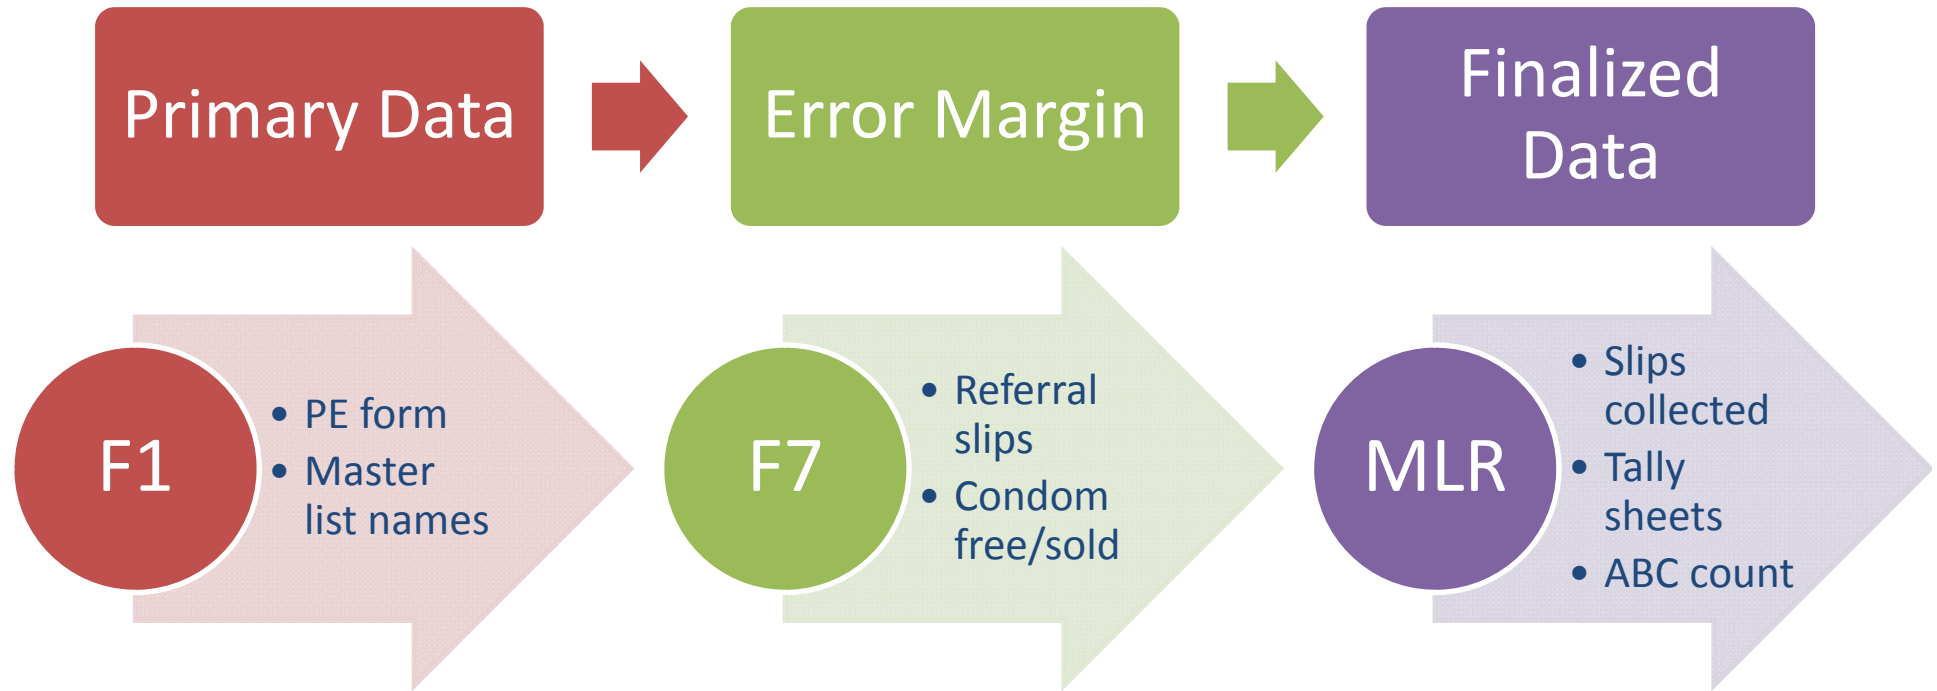 Primary Data
Error Margin
Finalized
Data
F1
• PE form
• Master
list names
F7
• Referral
slips
• Condom
free/sold
MLR
• Slips
collected
• Tally
sheets
• ABC count